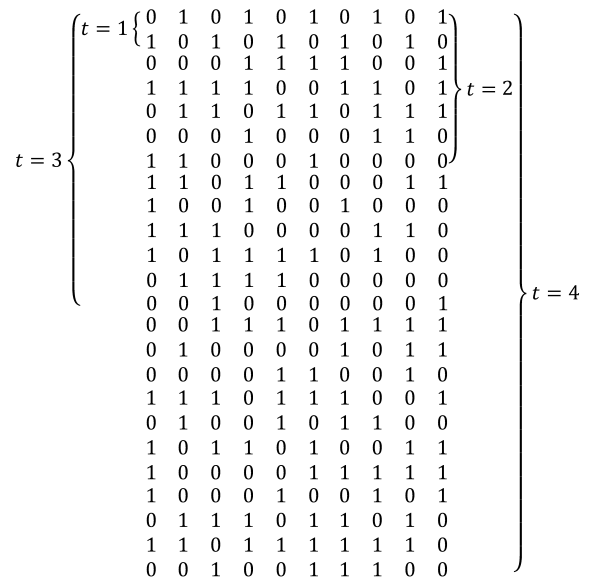 t = 1 { 0 1 0 1 0 1 0 1 0 1
1 0 1 0 1 0 1 0 1 0
0 0 0 1 1 1 1 0 0 1
1 1 1 1 0 0 1 1 0 1 t = 2
0 1 1 0 1 1 0 1 1 1
0 0 0 1 0 0 0 1 1 0
t = 3 1 1 0 0 0 1 0 0 0 0
1 1 0 1 1 0 0 0 1 1
1 0 0 1 0 0 1 0 0 0
1 1 1 0 0 0 0 1 1 0
1 0 1 1 1 1 0 1 0 0
0 1 1 1 1 0 0 0 0 0
0 0 1 0 0 0 0 0 0 1 t = 4
0 0 1 1 1 0 1 1 1 1
0 1 0 0 0 0 1 0 1 1
0 0 0 0 1 1 0 0 1 0
1 1 1 0 1 1 1 0 0 1
0 1 0 0 1 0 1 1 0 0
1 0 1 1 0 1 0 0 1 1
1 0 0 0 0 1 1 1 1 1
1 0 0 0 1 0 0 1 0 1
0 1 1 1 0 1 1 0 1 0
1 1 0 1 1 1 1 1 1 0
0 0 1 0 0 1 1 1 0 0